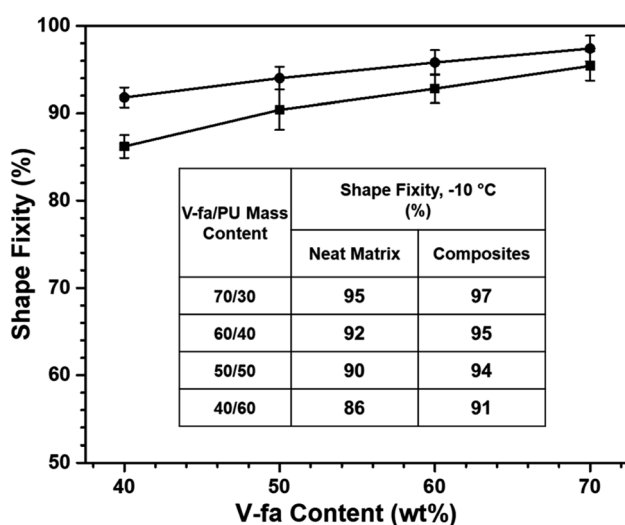 Shape Fixity (%)
100
90
80
70
60
50
V-fa/PU Mass
Content
Shape Fixity, -10 °C
(%)
Neat Matrix Composites
70/30 95 97
60/40 92 95
50/50 90 94
40/60 86 91
40 50 60 70
V-fa Content (wt%)